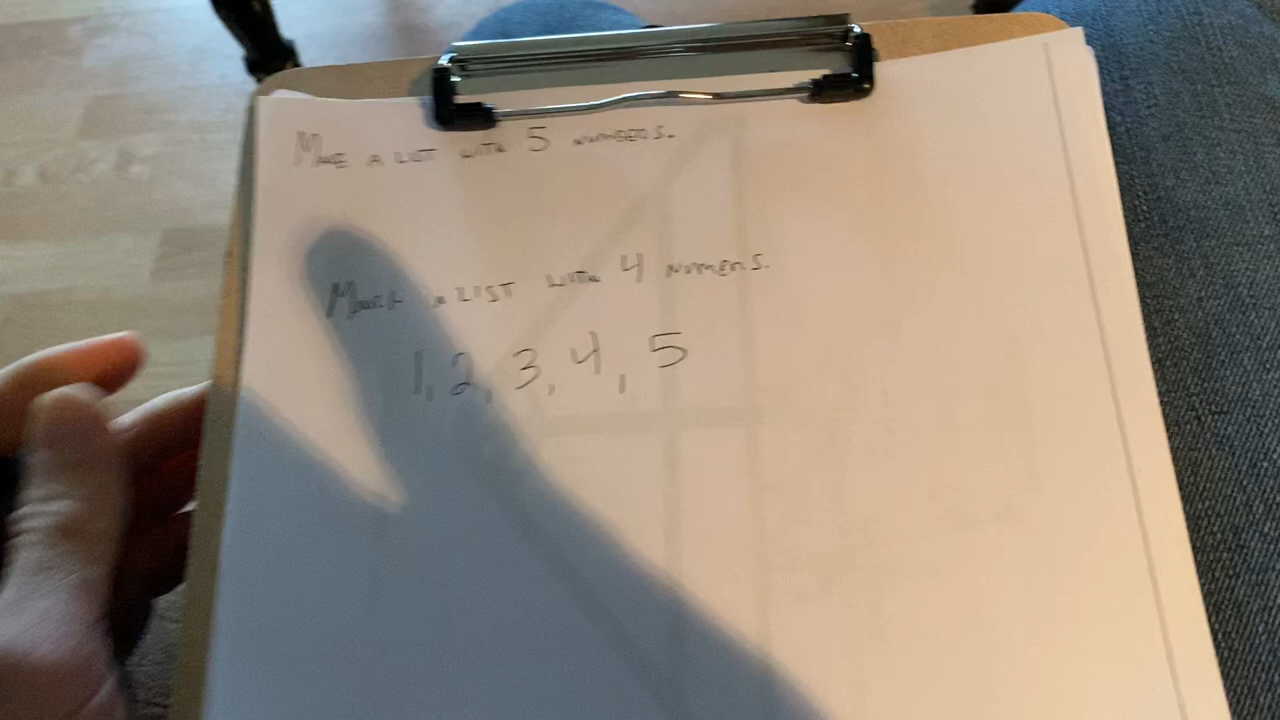 MAKE A LIST WITH 5 NUMBERS.
A LIST WITH 4 NUMBERS.
1, 2, 3, 4, 5